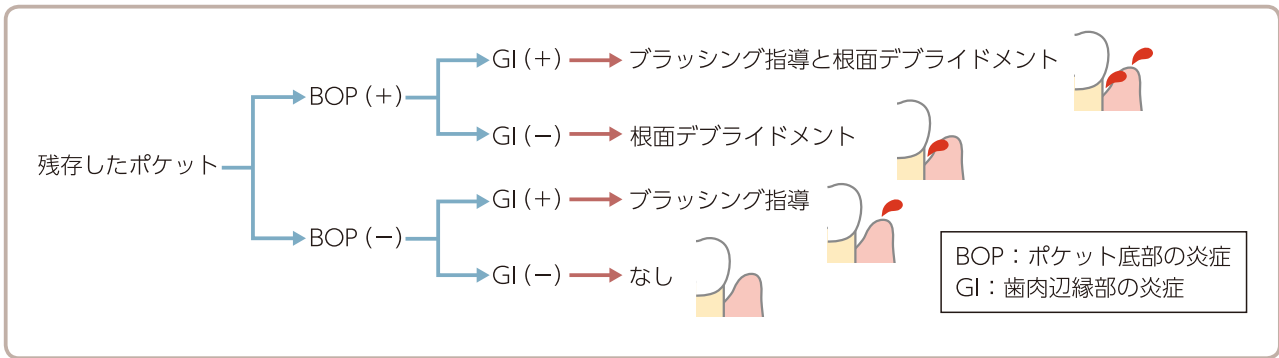 GI(+)
ブラッシング指導と根面デブライドメント
BOP(+)
GI(−)
根面デブライドメント
残存したポケット
GI(+)
ブラッシング指導
BOP(−)
GI(−)
なし
BOP：ポケット底部の炎症
GI：歯肉辺縁部の炎症